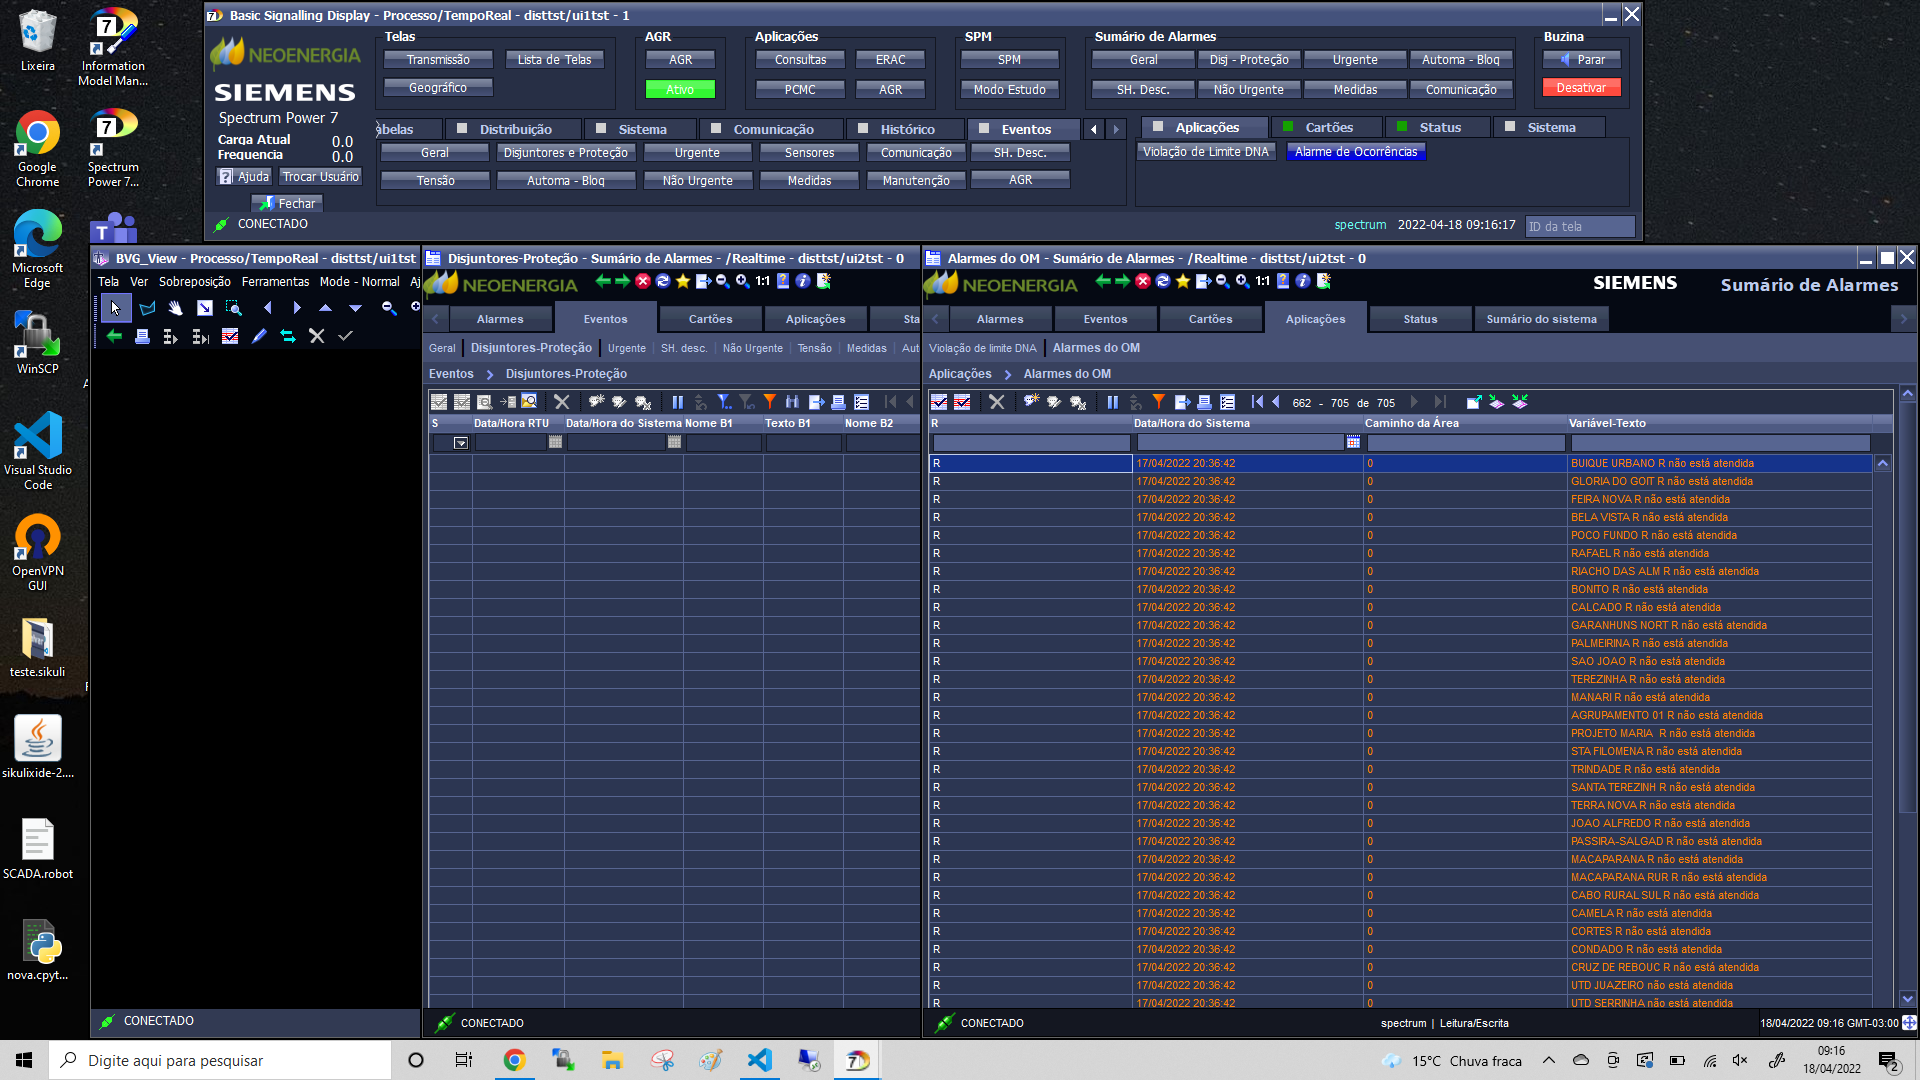 Lixeira
Information
Model Man...
Google
Chrome
Spectrum
Power 7...
Microsoft
Edge
WinSCP
Visual Studio
Code
OpenVPN
GUI
teste.sikuli
sikulixide-2....
SCADA.robot
nova.cpyt...
Basic Signalling Display - Processo/TempoReal - disttst/ui1tst - 1
NEOENERGIA
SIEMENS
Spectrum Power 7
Carga Atual 0.0
Frequencia 0.0
Ajuda Trocar Usuário
Fechar
CONECTADO
Telas
Transmissão Lista de Telas
Geográfico
AGR
AGR
Ativo
Aplicações
Consultas ERAC
PCMC AGR
SPM
SPM
Modo Estudo
Sumário de Alarmes
Geral Disj - Proteção Urgente Automa - Bloq
SH. Desc. Não Urgente Medidas Comunicação
Buzina
Parar
Desativar
abelas Distribuição Sistema Comunicação Histórico Eventos
Geral Disjuntores e Proteção Urgente Sensores Comunicação SH. Desc.
Tensão Automa - Bloq Não Urgente Medidas Manutenção AGR
Aplicações Cartões Status Sistema
Violação de Limite DNA Alarme de Ocorrências
spectrum 2022-04-18 09:16:17 ID da tela
BVG_View - Processo/TempoReal - disttst/ui1tst
Tela Ver Sobreposição Ferramentas Mode - Normal Aj
CONECTADO
Disjuntores-Proteção - Sumário de Alarmes - /Realtime - disttst/ui2tst - 0
NEOENERGIA 1:1
Alarmes Eventos Cartões Aplicações Sta
Geral Disjuntores-Proteção Urgente SH. desc. Não Urgente Tensão Medidas Aut
Eventos Disjuntores-Proteção
S Data/Hora RTU Data/Hora do Sistema Nome B1 Texto B1 Nome B2
CONECTADO
Alarmes do OM - Sumário de Alarmes - /Realtime - disttst/ui2tst - 0
NEOENERGIA 1:1 SIEMENS Sumário de Alarmes
Alarmes Eventos Cartões Aplicações Status Sumário do sistema
Violação de limite DNA Alarmes do OM
Aplicações Alarmes do OM
662 - 705 de 705
R Data/Hora do Sistema Caminho da Área Variável-Texto
R 17/04/2022 20:36:42 0 BUIQUE URBANO R não está atendida
R 17/04/2022 20:36:42 0 GLORIA DO GOIT R não está atendida
R 17/04/2022 20:36:42 0 FEIRA NOVA R não está atendida
R 17/04/2022 20:36:42 0 BELA VISTA R não está atendida
R 17/04/2022 20:36:42 0 POCO FUNDO R não está atendida
R 17/04/2022 20:36:42 0 RAFAEL R não está atendida
R 17/04/2022 20:36:42 0 RIACHO DAS ALM R não está atendida
R 17/04/2022 20:36:42 0 BONITO R não está atendida
R 17/04/2022 20:36:42 0 CALCADO R não está atendida
R 17/04/2022 20:36:42 0 GARANHUNS NORT R não está atendida
R 17/04/2022 20:36:42 0 PALMEIRINA R não está atendida
R 17/04/2022 20:36:42 0 SAO JOAO R não está atendida
R 17/04/2022 20:36:42 0 TEREZINHA R não está atendida
R 17/04/2022 20:36:42 0 MANARI R não está atendida
R 17/04/2022 20:36:42 0 AGRUPAMENTO 01 R não está atendida
R 17/04/2022 20:36:42 0 PROJETO MARIA R não está atendida
R 17/04/2022 20:36:42 0 STA FILOMENA R não está atendida
R 17/04/2022 20:36:42 0 TRINDADE R não está atendida
R 17/04/2022 20:36:42 0 SANTA TEREZINH R não está atendida
R 17/04/2022 20:36:42 0 TERRA NOVA R não está atendida
R 17/04/2022 20:36:42 0 JOAO ALFREDO R não está atendida
R 17/04/2022 20:36:42 0 PASSIRA-SALGAD R não está atendida
R 17/04/2022 20:36:42 0 MACAPARANA R não está atendida
R 17/04/2022 20:36:42 0 MACAPARANA RUR R não está atendida
R 17/04/2022 20:36:42 0 CABO RURAL SUL R não está atendida
R 17/04/2022 20:36:42 0 CAMELA R não está atendida
R 17/04/2022 20:36:42 0 CORTES R não está atendida
R 17/04/2022 20:36:42 0 CONDADO R não está atendida
R 17/04/2022 20:36:42 0 CRUZ DE REBOUC R não está atendida
R 17/04/2022 20:36:42 0 UTD JUAZEIRO não está atendida
R 17/04/2022 20:36:42 0 UTD SERRINHA não está atendida
CONECTADO spectrum | Leitura/Escrita 18/04/2022 09:16 GMT-03:00
Digite aqui para pesquisar
15°C Chuva fraca
09:16
18/04/2022
2